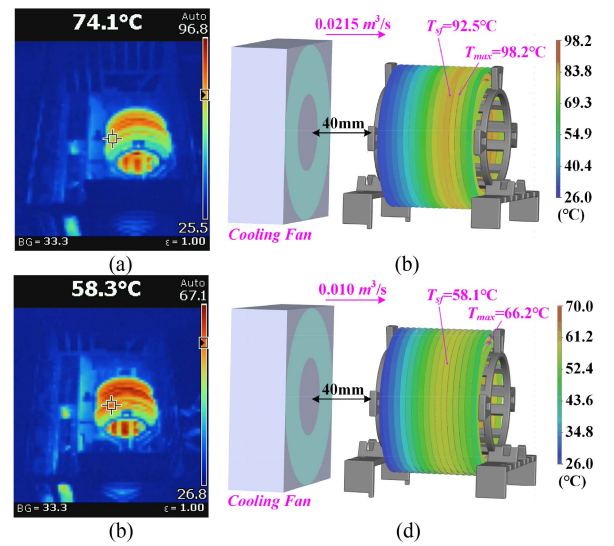 74.1°C
Auto
96.8
25.5
BG = 33.3
ε = 1.00
(a)
0.0215 m³/s
Tsf=92.5°C
Tmax=98.2°C
40mm
Cooling Fan
98.2
83.8
69.3
54.9
40.4
26.0
(°C)
(b)
58.3°C
Auto
67.1
26.8
BG = 33.3
ε = 1.00
(b)
0.010 m³/s
Tsf=58.1°C
Tmax=66.2°C
40mm
Cooling Fan
70.0
61.2
52.4
43.6
34.8
26.0
(°C)
(d)